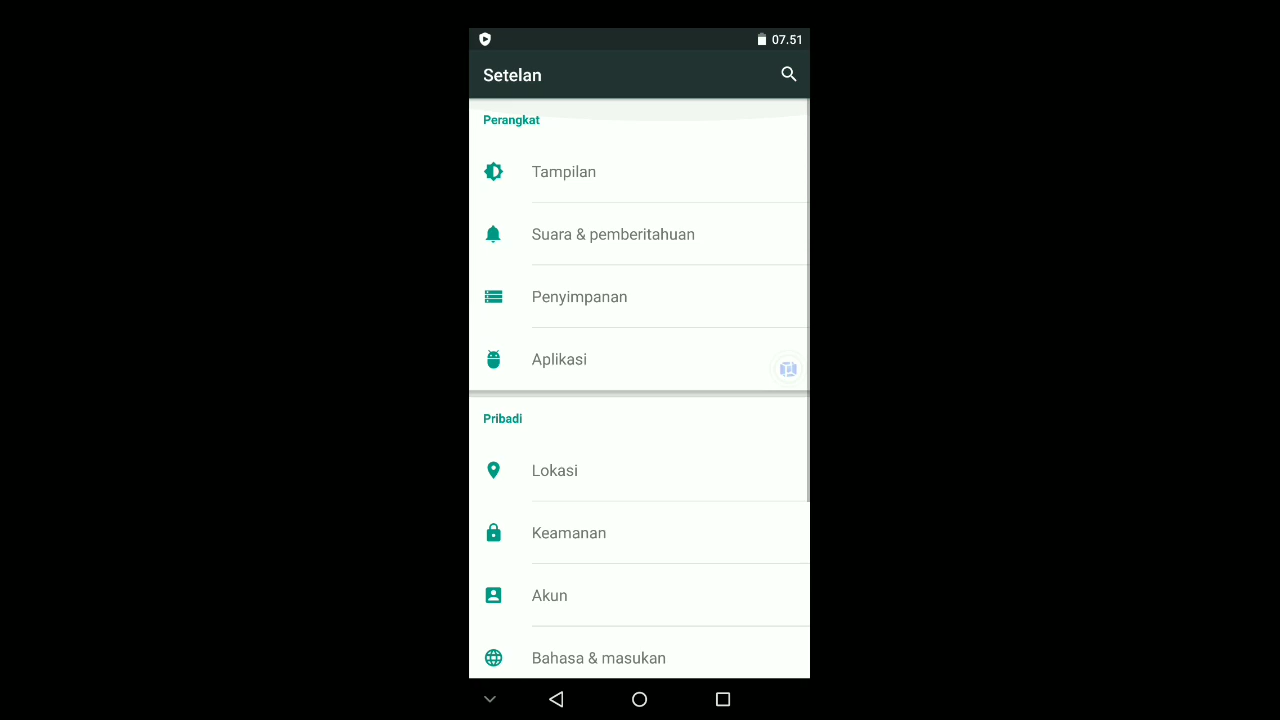 07.51
Setelan
Perangkat
Tampilan
Suara & pemberitahuan
Penyimpanan
Aplikasi
Pribadi
Lokasi
Keamanan
Akun
Bahasa & masukan